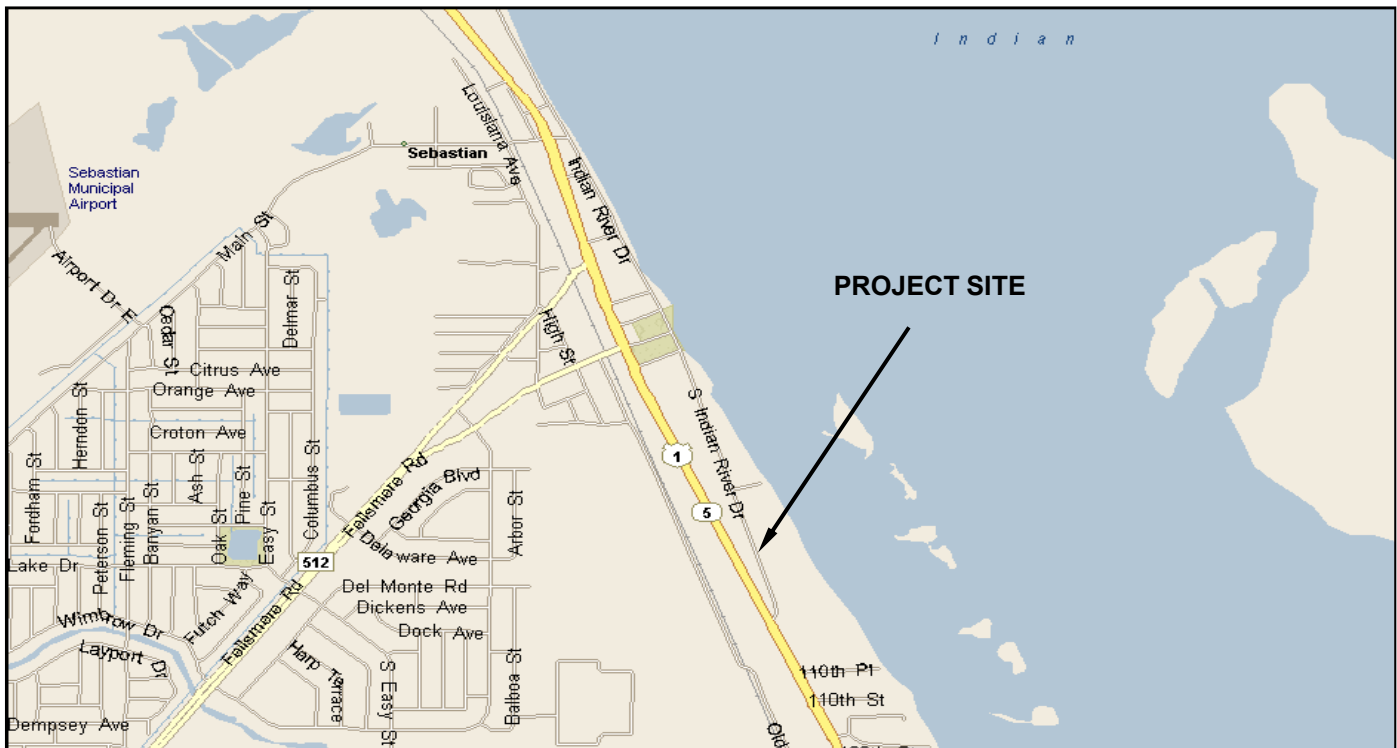 I n d i a n
Louisiana Ave
Sebastian
Sebastian
Municipal
Airport
Indian River Dr
Main St
Airport Dr E
PROJECT SITE
Delmar St
Cedar St
High St
Citrus Ave
Orange Ave
Herndon St
S Indian River Dr
Croton Ave
1
Fordham St
Ash St
Pine St
Columbus St
Fellsmere Rd
Georgia Blvd
Arbor St
5
Peterson St
Fleming St
Banyan St
Oak St
Easy St
512
Delaware Ave
Lake Dr
Futch Way
Del Monte Rd
Dickens Ave
Wimbrow Dr
Fellsmere Rd
Dock Ave
Layport Dr
Harp Terrace
S Easy St
Balboa St
110th Pl
110th St
Dempsey Ave
Old